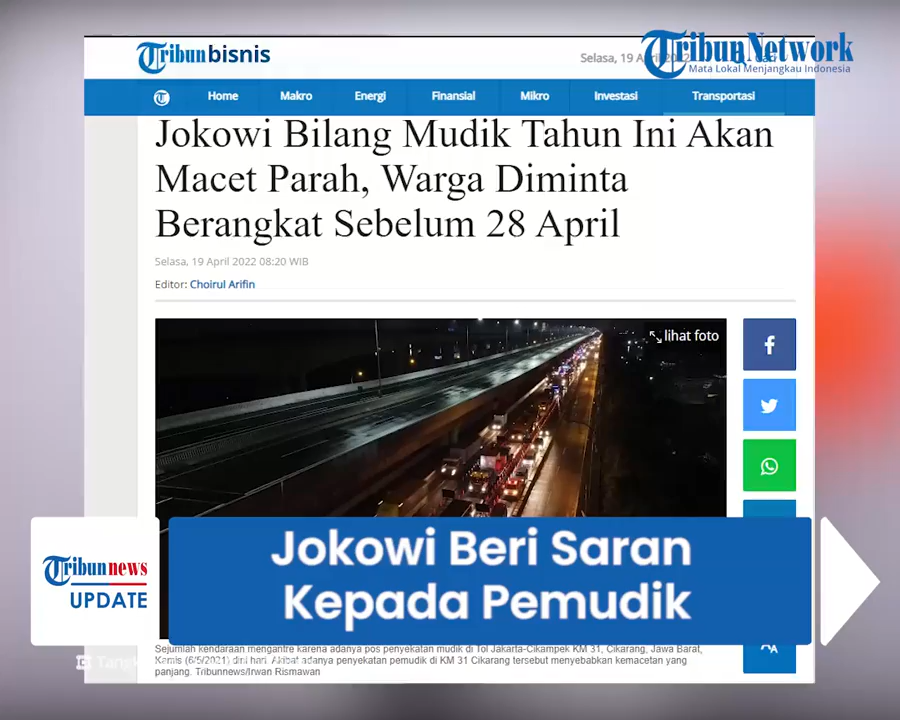 Tribunbisnis
Selasa, 19 April 2022
Tribun Network
Mata Lokal Menjangkau Indonesia
Home Makro Energi Finansial Mikro Investasi Transportasi
Jokowi Bilang Mudik Tahun Ini Akan
Macet Parah, Warga Diminta
Berangkat Sebelum 28 April
Selasa, 19 April 2022 08:20 WIB
Editor: Choirul Arifin
lihat foto
Jokowi Beri Saran
Kepada Pemudik
Tribunnews
UPDATE
Sejumlah kendaraan mengantre karena adanya pos penyekatan mudik di Tol Jakarta-Cikampek KM 31, Cikarang, Jawa Barat,
Kamis (6/5/2021) dini hari. Akibat adanya penyekatan pemudik di KM 31 Cikarang tersebut menyebabkan kemacetan yang
panjang. Tribunnews/Irwan Rismawan